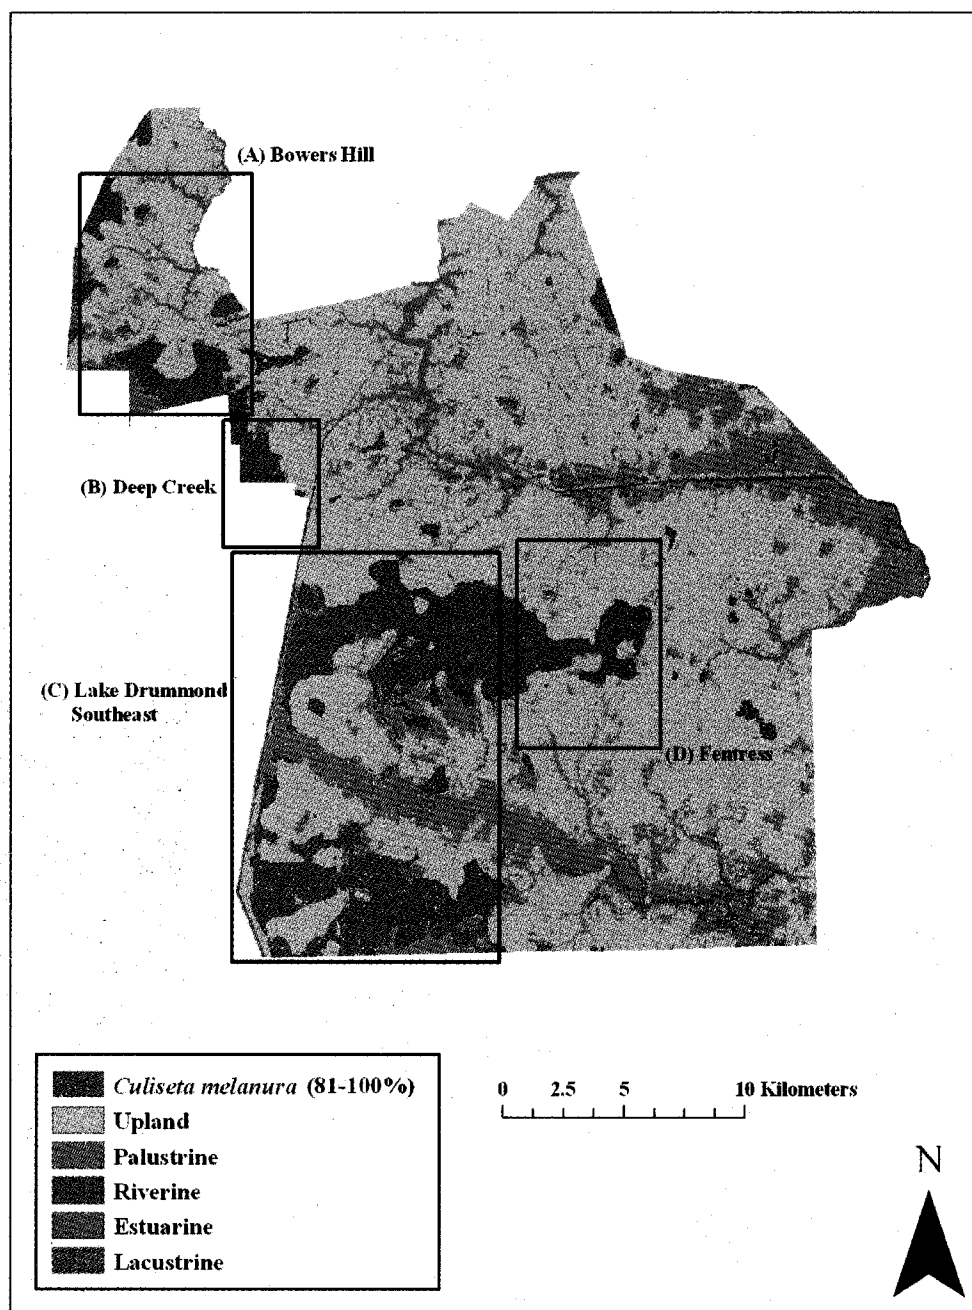 (A) Bowers Hill
(B) Deep Creek
(C) Lake Drummond
Southeast
(D) Fentress
Culiseta melanura (81-100%)
Upland
Palustrine
Riverine
Estuarine
Lacustrine
0 2.5 5 10 Kilometers
N